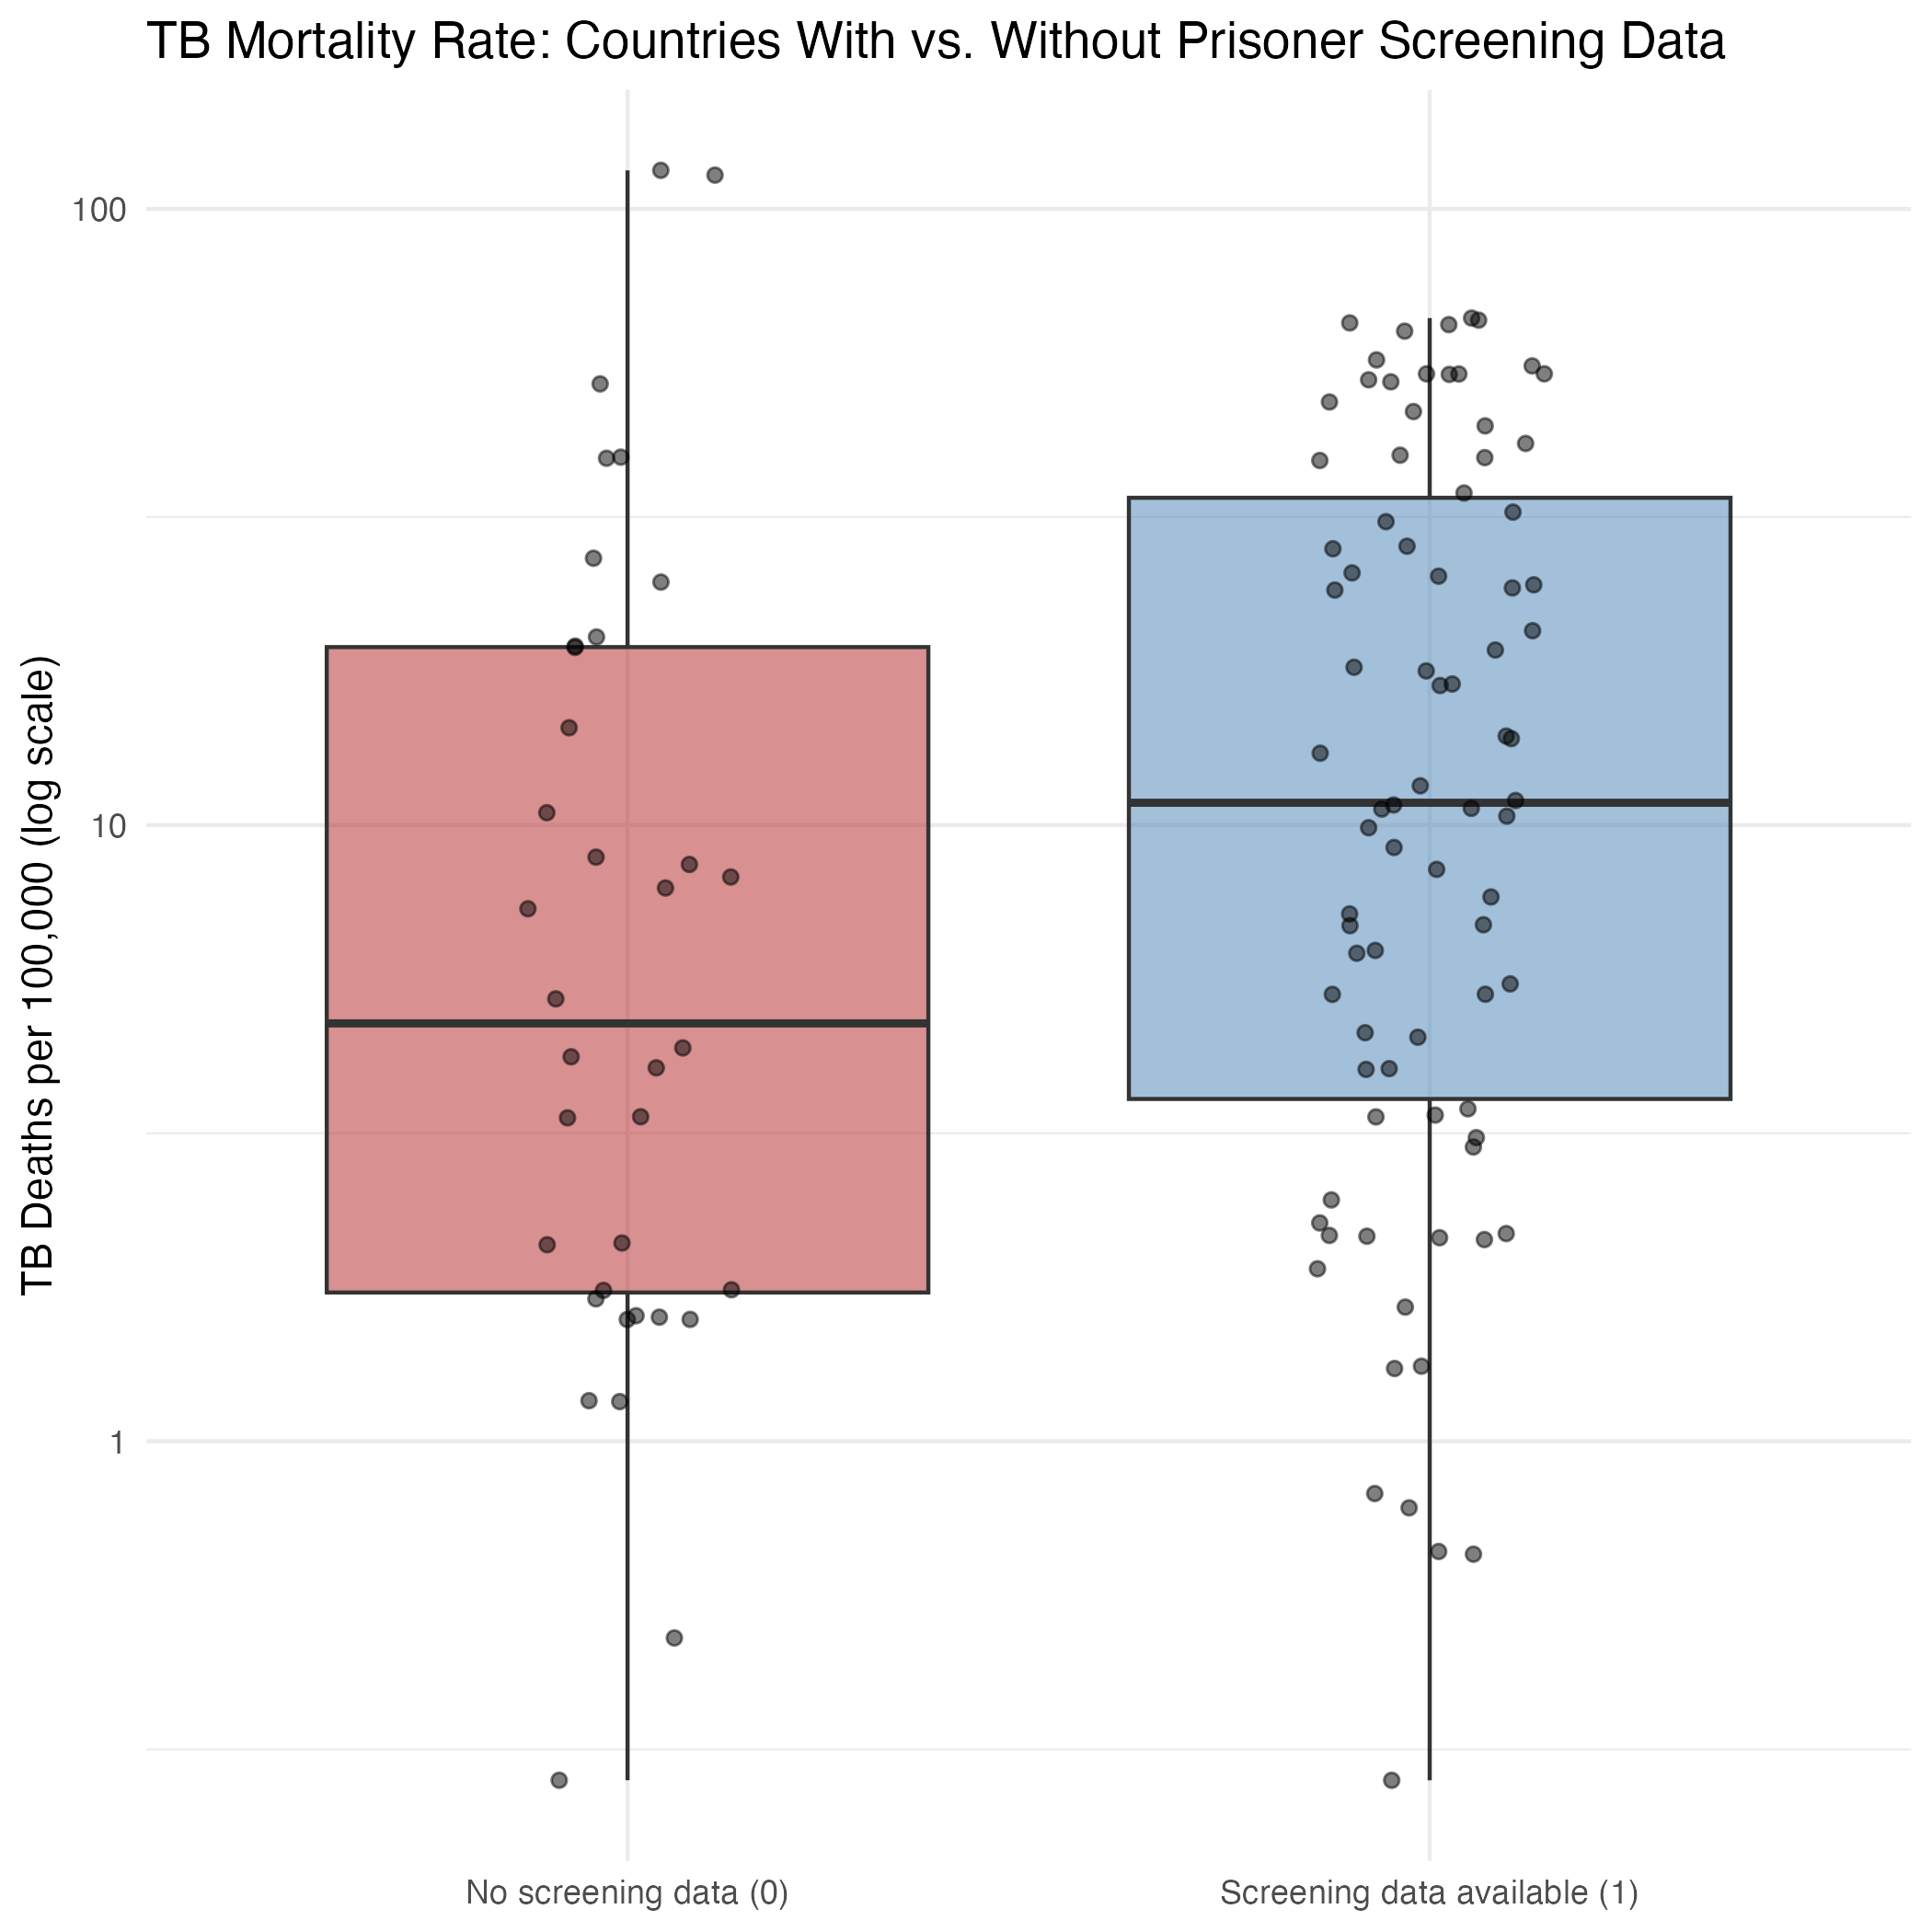 TB Mortality Rate: Countries With vs. Without Prisoner Screening Data
TB Deaths per 100,000 (log scale)
100
10
1
No screening data (0)
Screening data available (1)